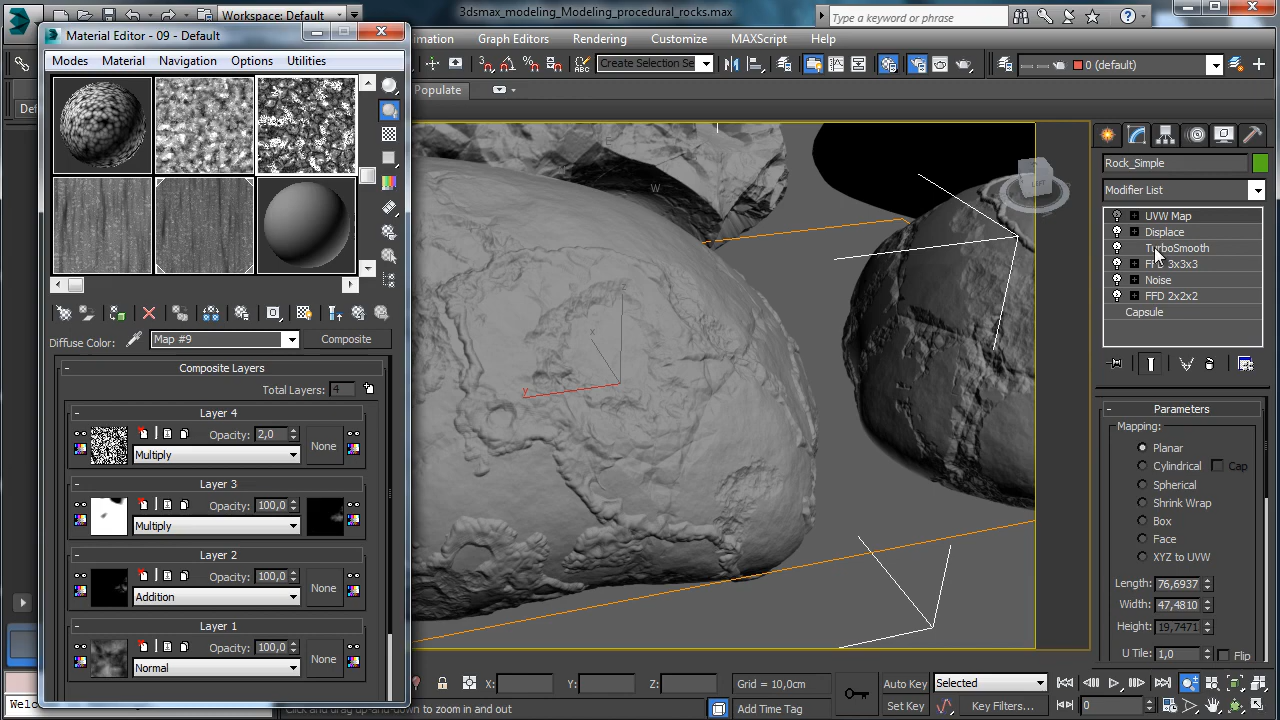 Workspace: Default
3dsmax_modeling_Modeling_procedural_rocks.max
Type a keyword or phrase
Material Editor - 09 - Default
Graph Editors
Rendering
Customize
MAXScript
Help
Modes
Material
Navigation
Options
Utilities
Create Selection Se
0 (default)
Populate
Rock_Simple
Modifier List
UVW Map
Displace
TurboSmooth
FFD 3x3x3
Noise
FFD 2x2x2
Capsule
LEFT
W
x
y
z
Diffuse Color:
Map #9
Composite
Composite Layers
Total Layers: 4
Layer 4
Opacity: 2,0
None
Multiply
Layer 3
Opacity: 100,0
Multiply
Layer 2
Opacity: 100,0
None
Addition
Layer 1
Opacity: 100,0
None
Normal
Parameters
Mapping:
Planar
Cylindrical
Cap
Spherical
Shrink Wrap
Box
Face
XYZ to UVW
Length: 76,6937
Width: 47,4810
Height: 19,7471
U Tile: 1,0
Flip
X:
Y:
Z:
Grid = 10,0cm
Auto Key
Selected
Set Key
Key Filters...
0
Add Time Tag
Click and drag up-and-down to zoom in and out
Welc